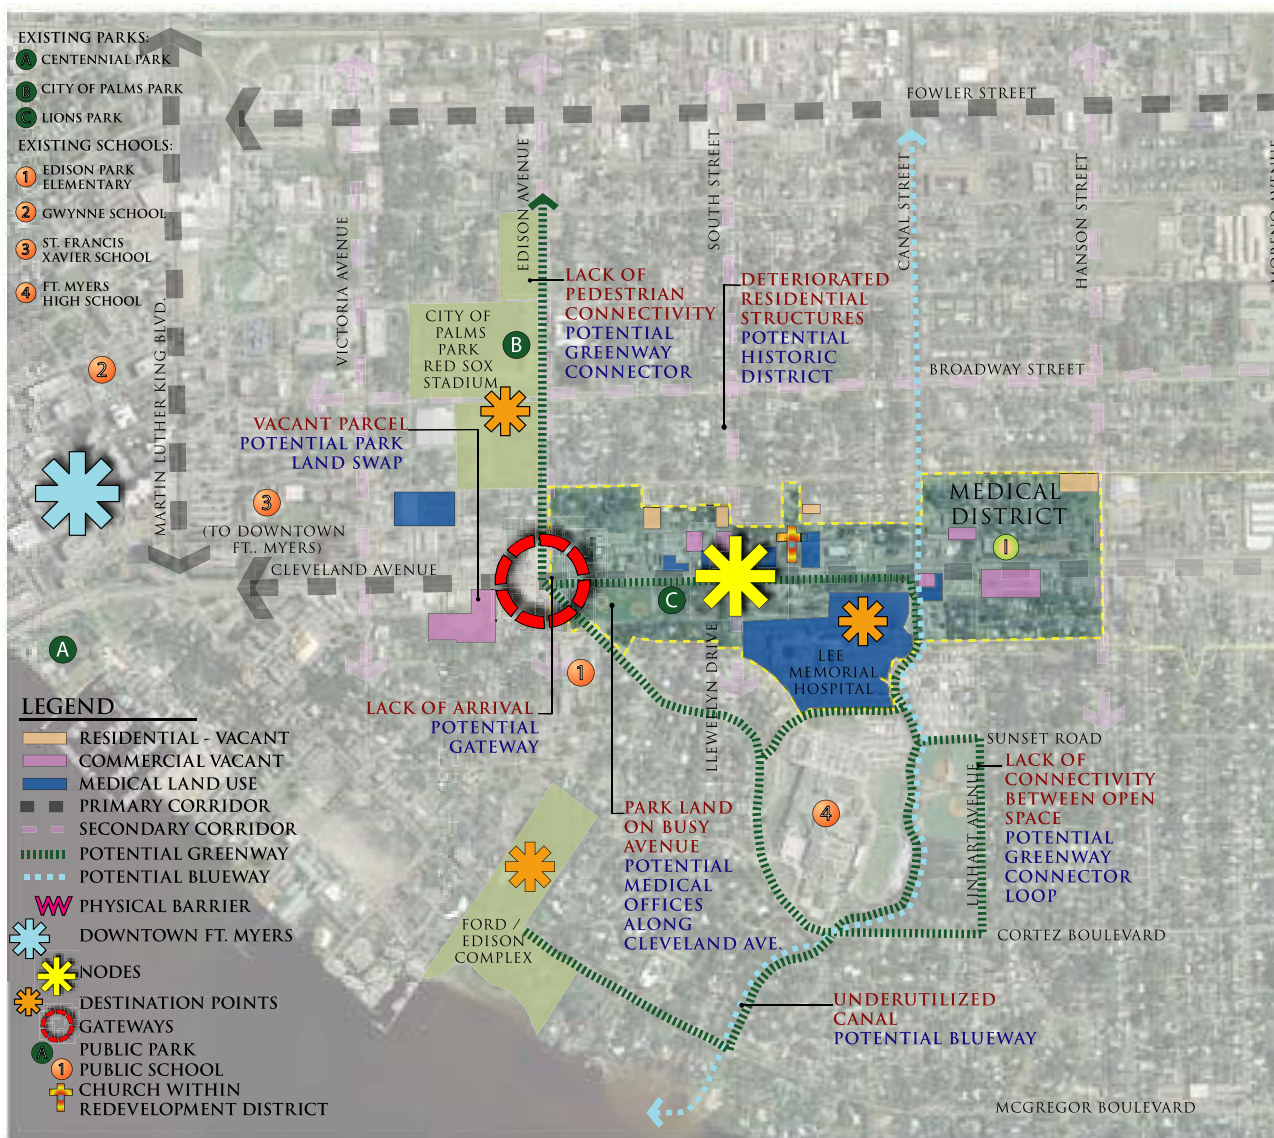 EXISTING PARKS:
A CENTENNIAL PARK
B CITY OF PALMS PARK
C LIONS PARK
EXISTING SCHOOLS:
1 EDISON PARK
ELEMENTARY
2 GWYNNE SCHOOL
3 ST. FRANCIS
XAVIER SCHOOL
4 FT. MYERS
HIGH SCHOOL
FOWLER STREET
EDISON AVENUE
SOUTH STREET
CANAL STREET
HANSON STREET
VICTORIA AVENUE
MARTIN LUTHER KING BLVD.
LACK OF
PEDESTRIAN
CONNECTIVITY
POTENTIAL
GREENWAY
CONNECTOR
DETERIORATED
RESIDENTIAL
STRUCTURES
POTENTIAL
HISTORIC
DISTRICT
CITY OF
PALMS
PARK
RED SOX
STADIUM
B
BROADWAY STREET
2
VACANT PARCEL
POTENTIAL PARK
LAND SWAP
3
(TO DOWNTOWN
FT.. MYERS)
CLEVELAND AVENUE
MEDICAL
DISTRICT
1
C
A
1
LEE
MEMORIAL
HOSPITAL
LLEWELLYN DRIVE
LACK OF ARRIVAL
POTENTIAL
GATEWAY
SUNSET ROAD
LINHART AVENUE
LACK OF
CONNECTIVITY
BETWEEN OPEN
SPACE
POTENTIAL
GREENWAY
CONNECTOR
LOOP
4
PARK LAND
ON BUSY
AVENUE
POTENTIAL
MEDICAL
OFFICES
ALONG
CLEVELAND AVE.
FORD /
EDISON
COMPLEX
CORTEZ BOULEVARD
UNDERUTILIZED
CANAL
POTENTIAL BLUEWAY
MCGREGOR BOULEVARD
LEGEND
RESIDENTIAL - VACANT
COMMERCIAL VACANT
MEDICAL LAND USE
PRIMARY CORRIDOR
SECONDARY CORRIDOR
POTENTIAL GREENWAY
POTENTIAL BLUEWAY
PHYSICAL BARRIER
DOWNTOWN FT. MYERS
NODES
DESTINATION POINTS
GATEWAYS
A PUBLIC PARK
1 PUBLIC SCHOOL
CHURCH WITHIN
REDEVELOPMENT DISTRICT